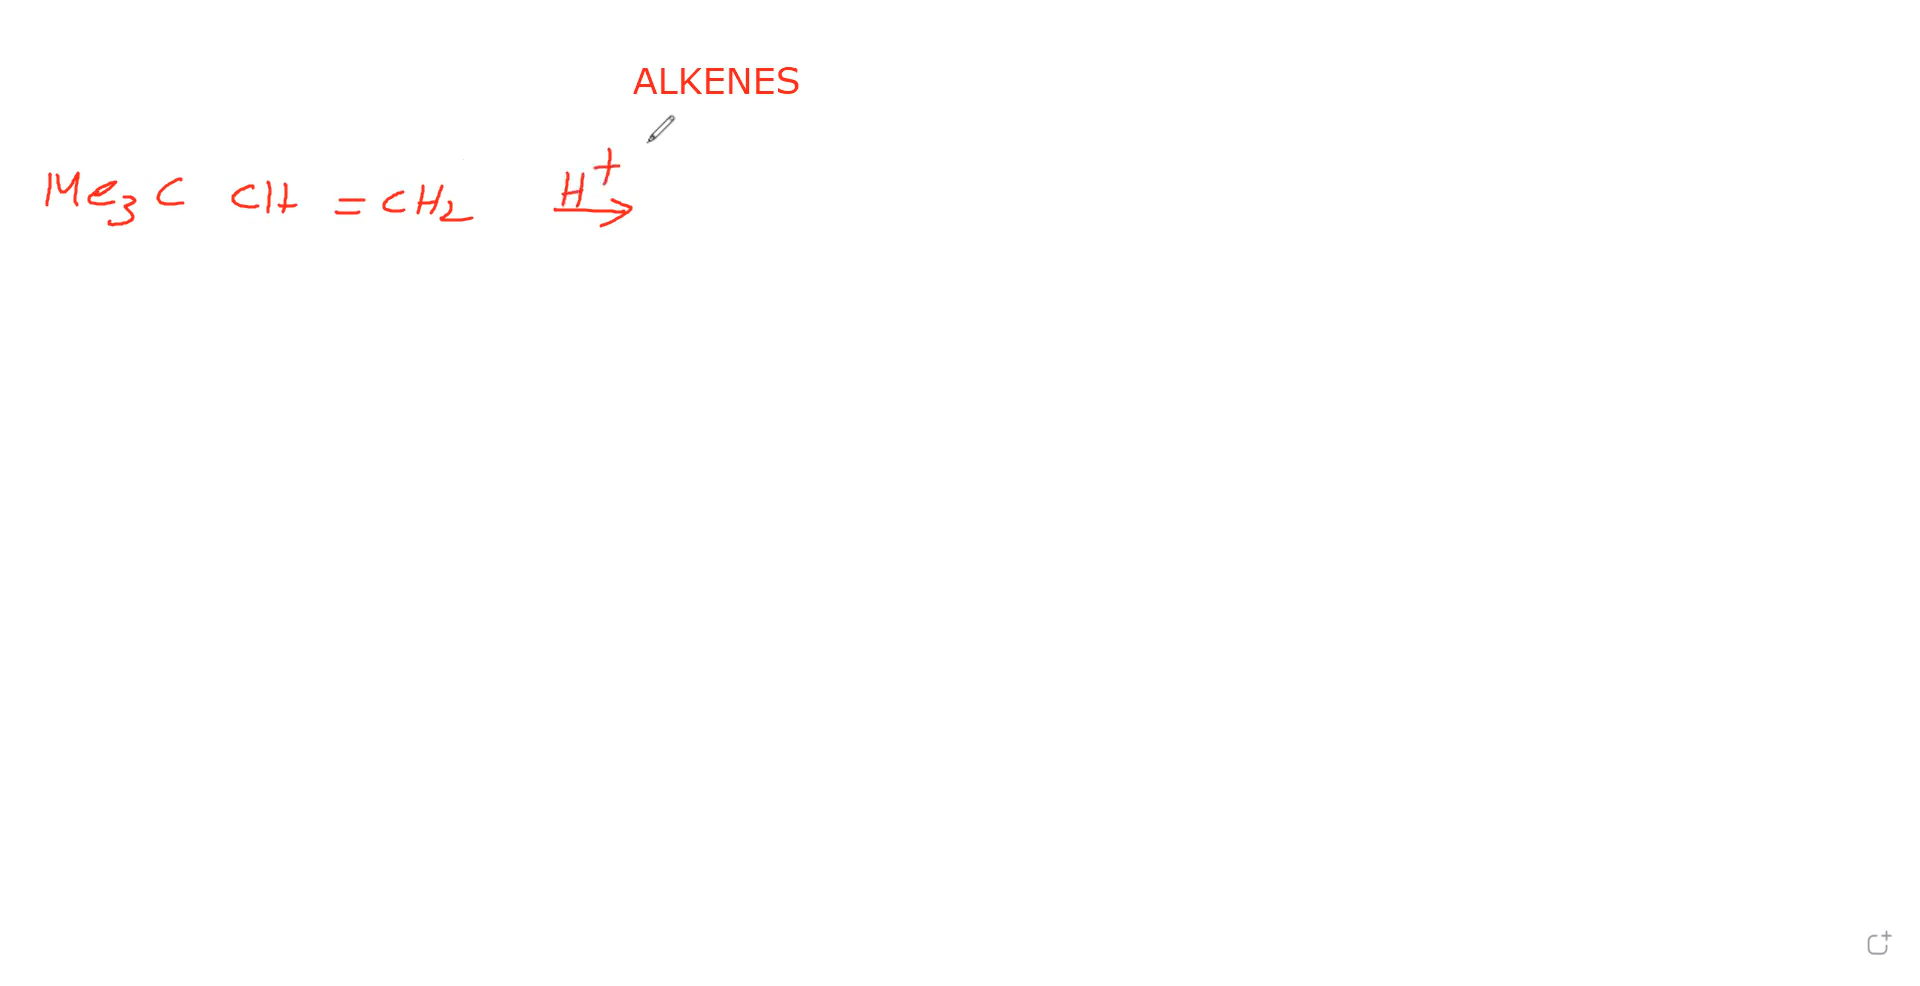 ALKENES
Me₃C CH =CH₂ H⁺→